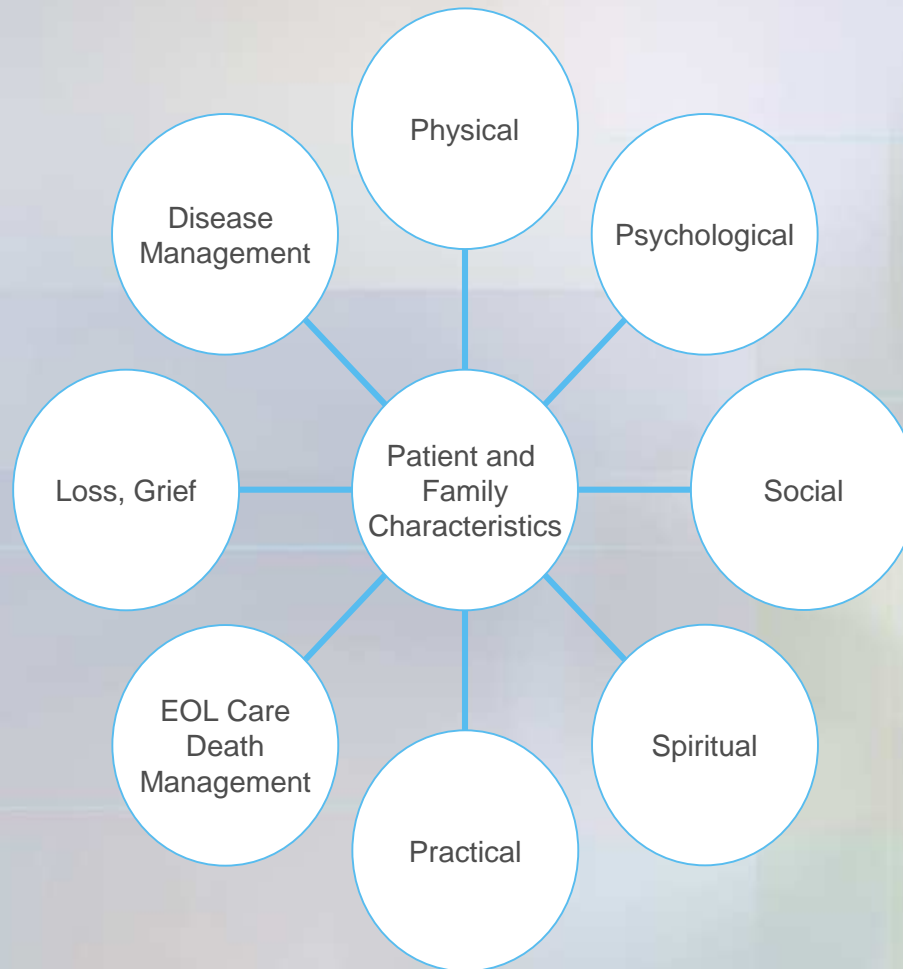 Physical
Disease
Management
Psychological
Loss, Grief
Patient and
Family
Characteristics
Social
EOL Care
Death
Management
Spiritual
Practical